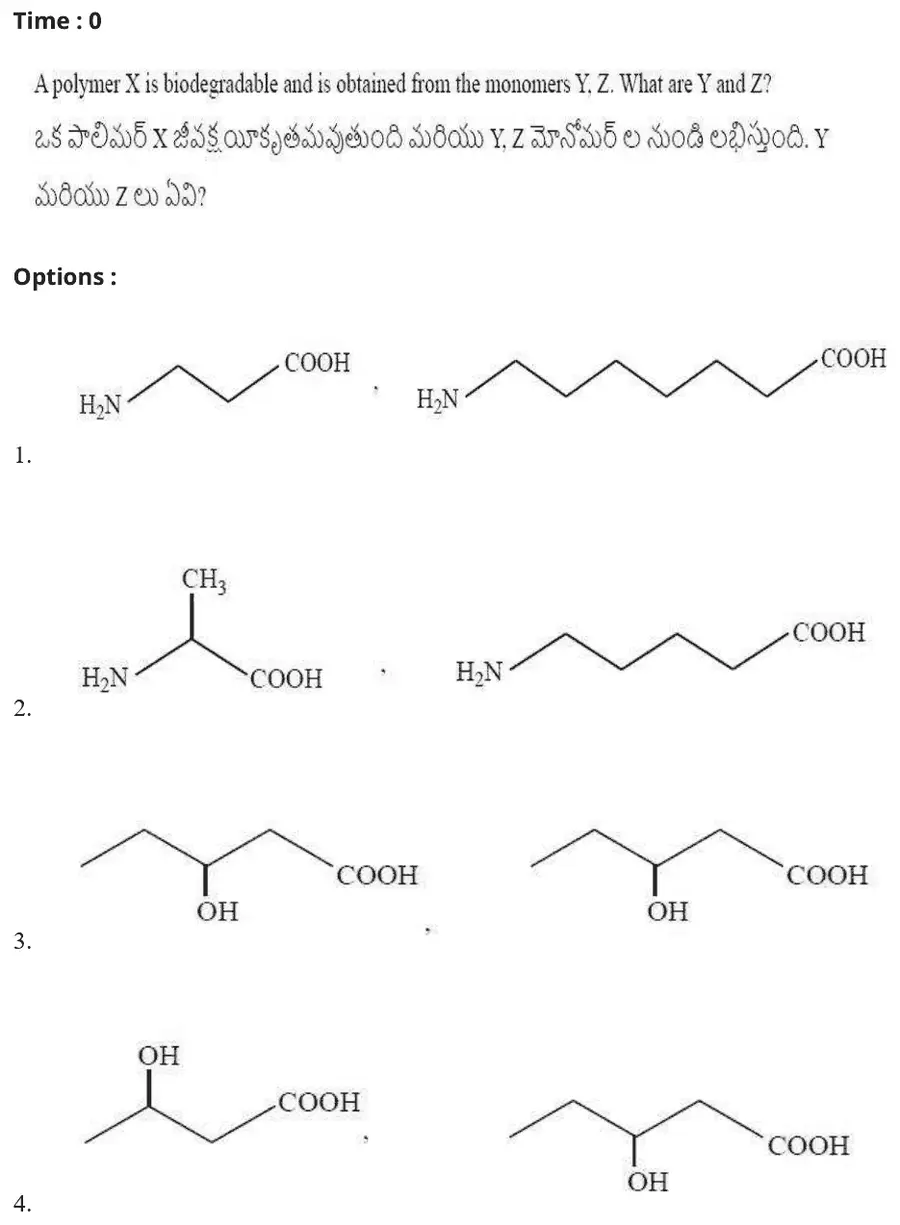 Time : 0
A polymer X is biodegradable and is obtained from the monomers Y, Z. What are Y and Z?
ఒక పాలిమర్ X జీవక్షయీకృతమవుతుంది మరియు Y, Z మోనోమర్ ల నుండి లభిస్తుంది. Y
మరియు Z లు ఏవి?
Options :
H₂N COOH , H₂N COOH
1.
CH₃
H₂N COOH , H₂N COOH
2.
COOH COOH
OH , OH
3.
OH
COOH , COOH
OH
4.